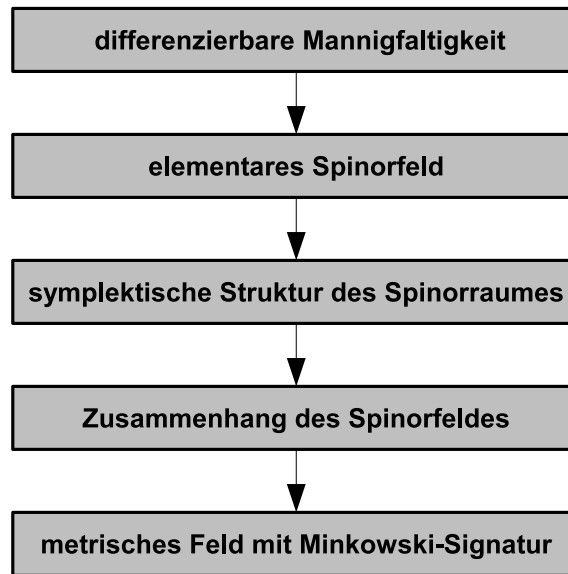 differenzierbare Mannigfaltigkeit
elementares Spinorfeld
symplektische Struktur des Spinorraumes
Zusammenhang des Spinorfeldes
metrisches Feld mit Minkowski-Signatur